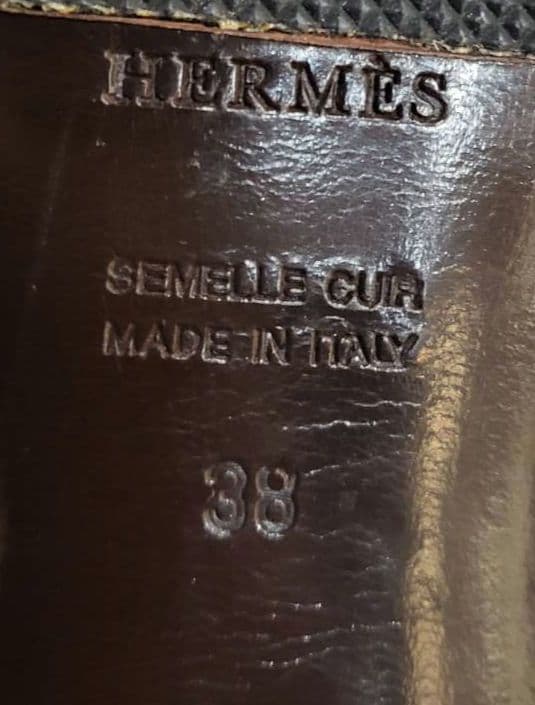 HERMÈS
SEMELLE CUIR
MADE IN ITALY
38